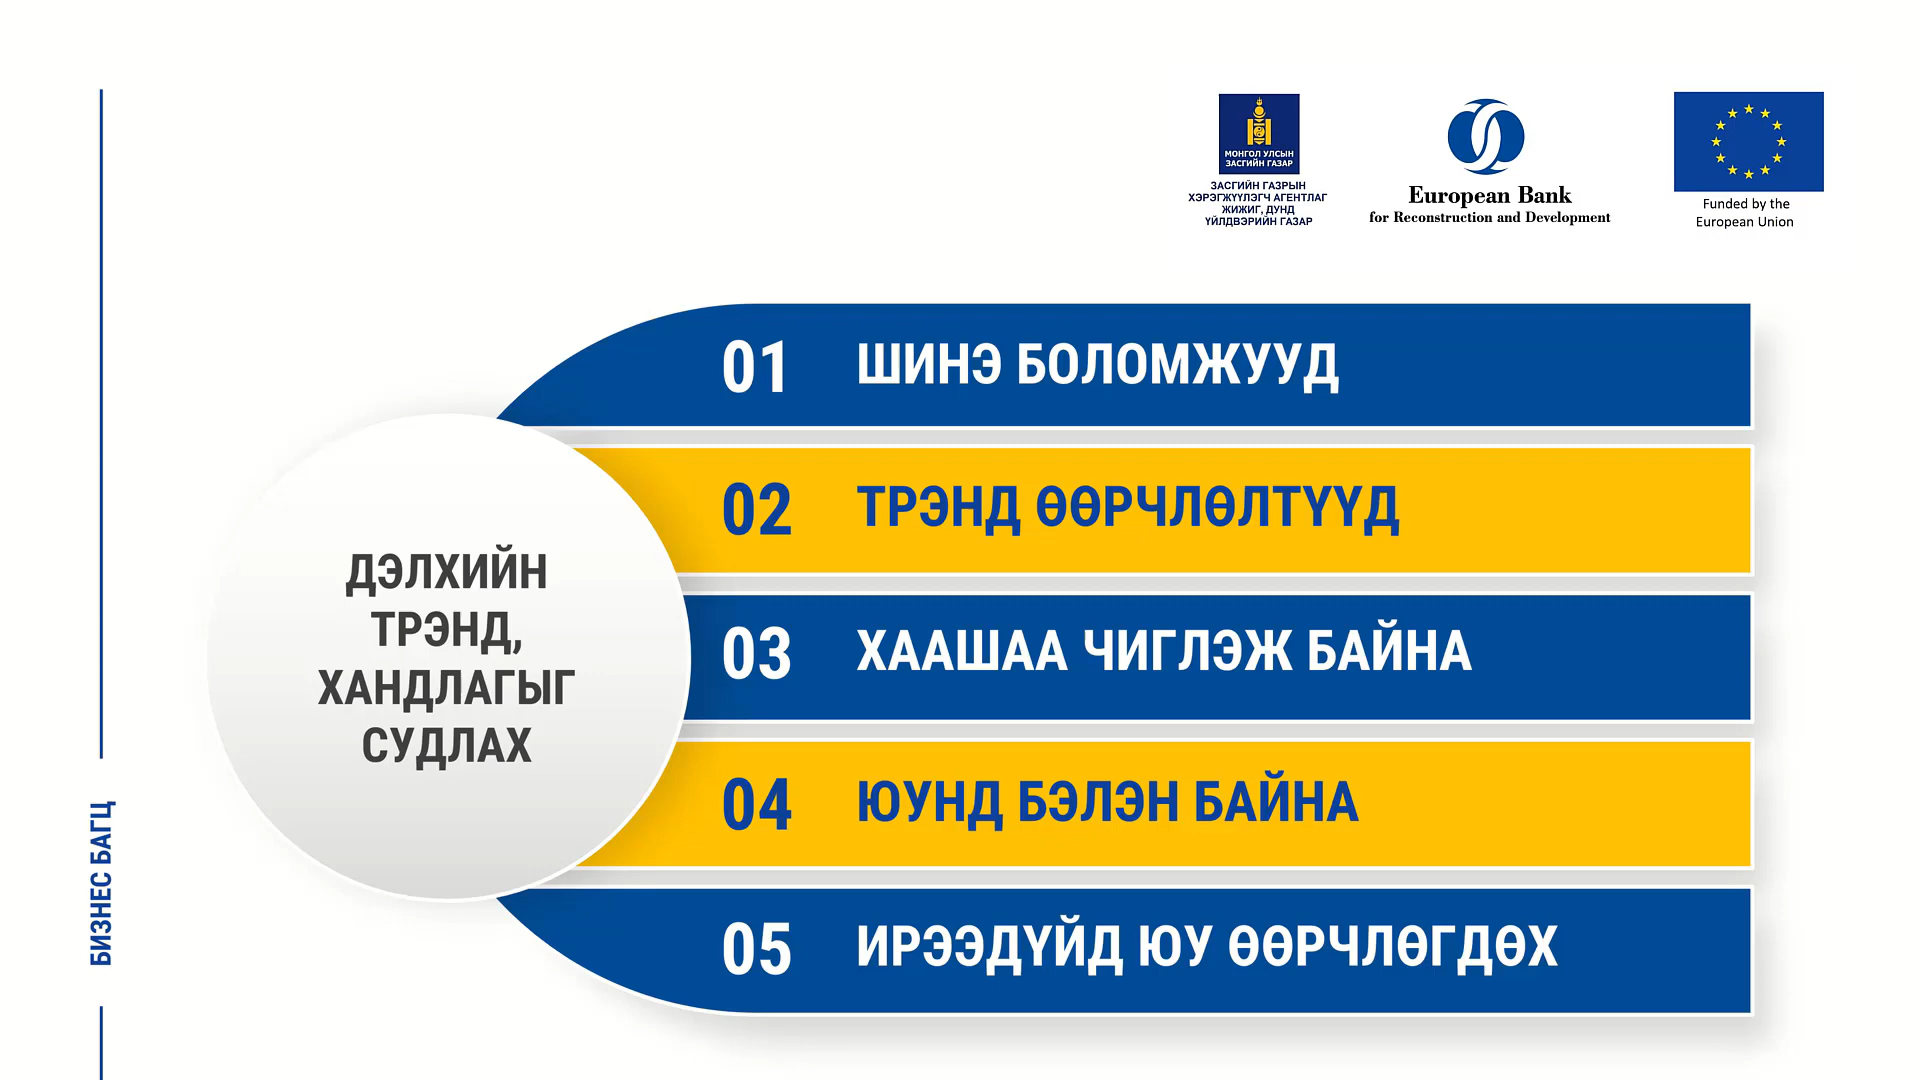 МОНГОЛ УЛСЫН
ЗАСГИЙН ГАЗАР
ЗАСГИЙН ГАЗРЫН
ХЭРЭГЖҮҮЛЭГЧ АГЕНТЛАГ
ЖИЖИГ, ДУНД
ҮЙЛДВЭРИЙН ГАЗАР
European Bank
for Reconstruction and Development
Funded by the
European Union
ДЭЛХИЙН
ТРЭНД,
ХАНДЛАГЫГ
СУДЛАХ
01 ШИНЭ БОЛОМЖУУД
02 ТРЭНД ӨӨРЧЛӨЛТҮҮД
03 ХААШАА ЧИГЛЭЖ БАЙНА
04 ЮУНД БЭЛЭН БАЙНА
05 ИРЭЭДҮЙД ЮУ ӨӨРЧЛӨГДӨХ
БИЗНЕС БАГЦ